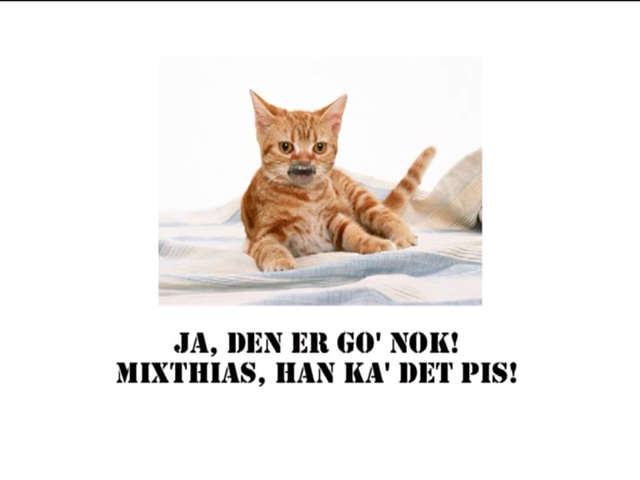 JA, DEN ER GO' NOK!
MIXTHIAS, HAN KA' DET PIS!